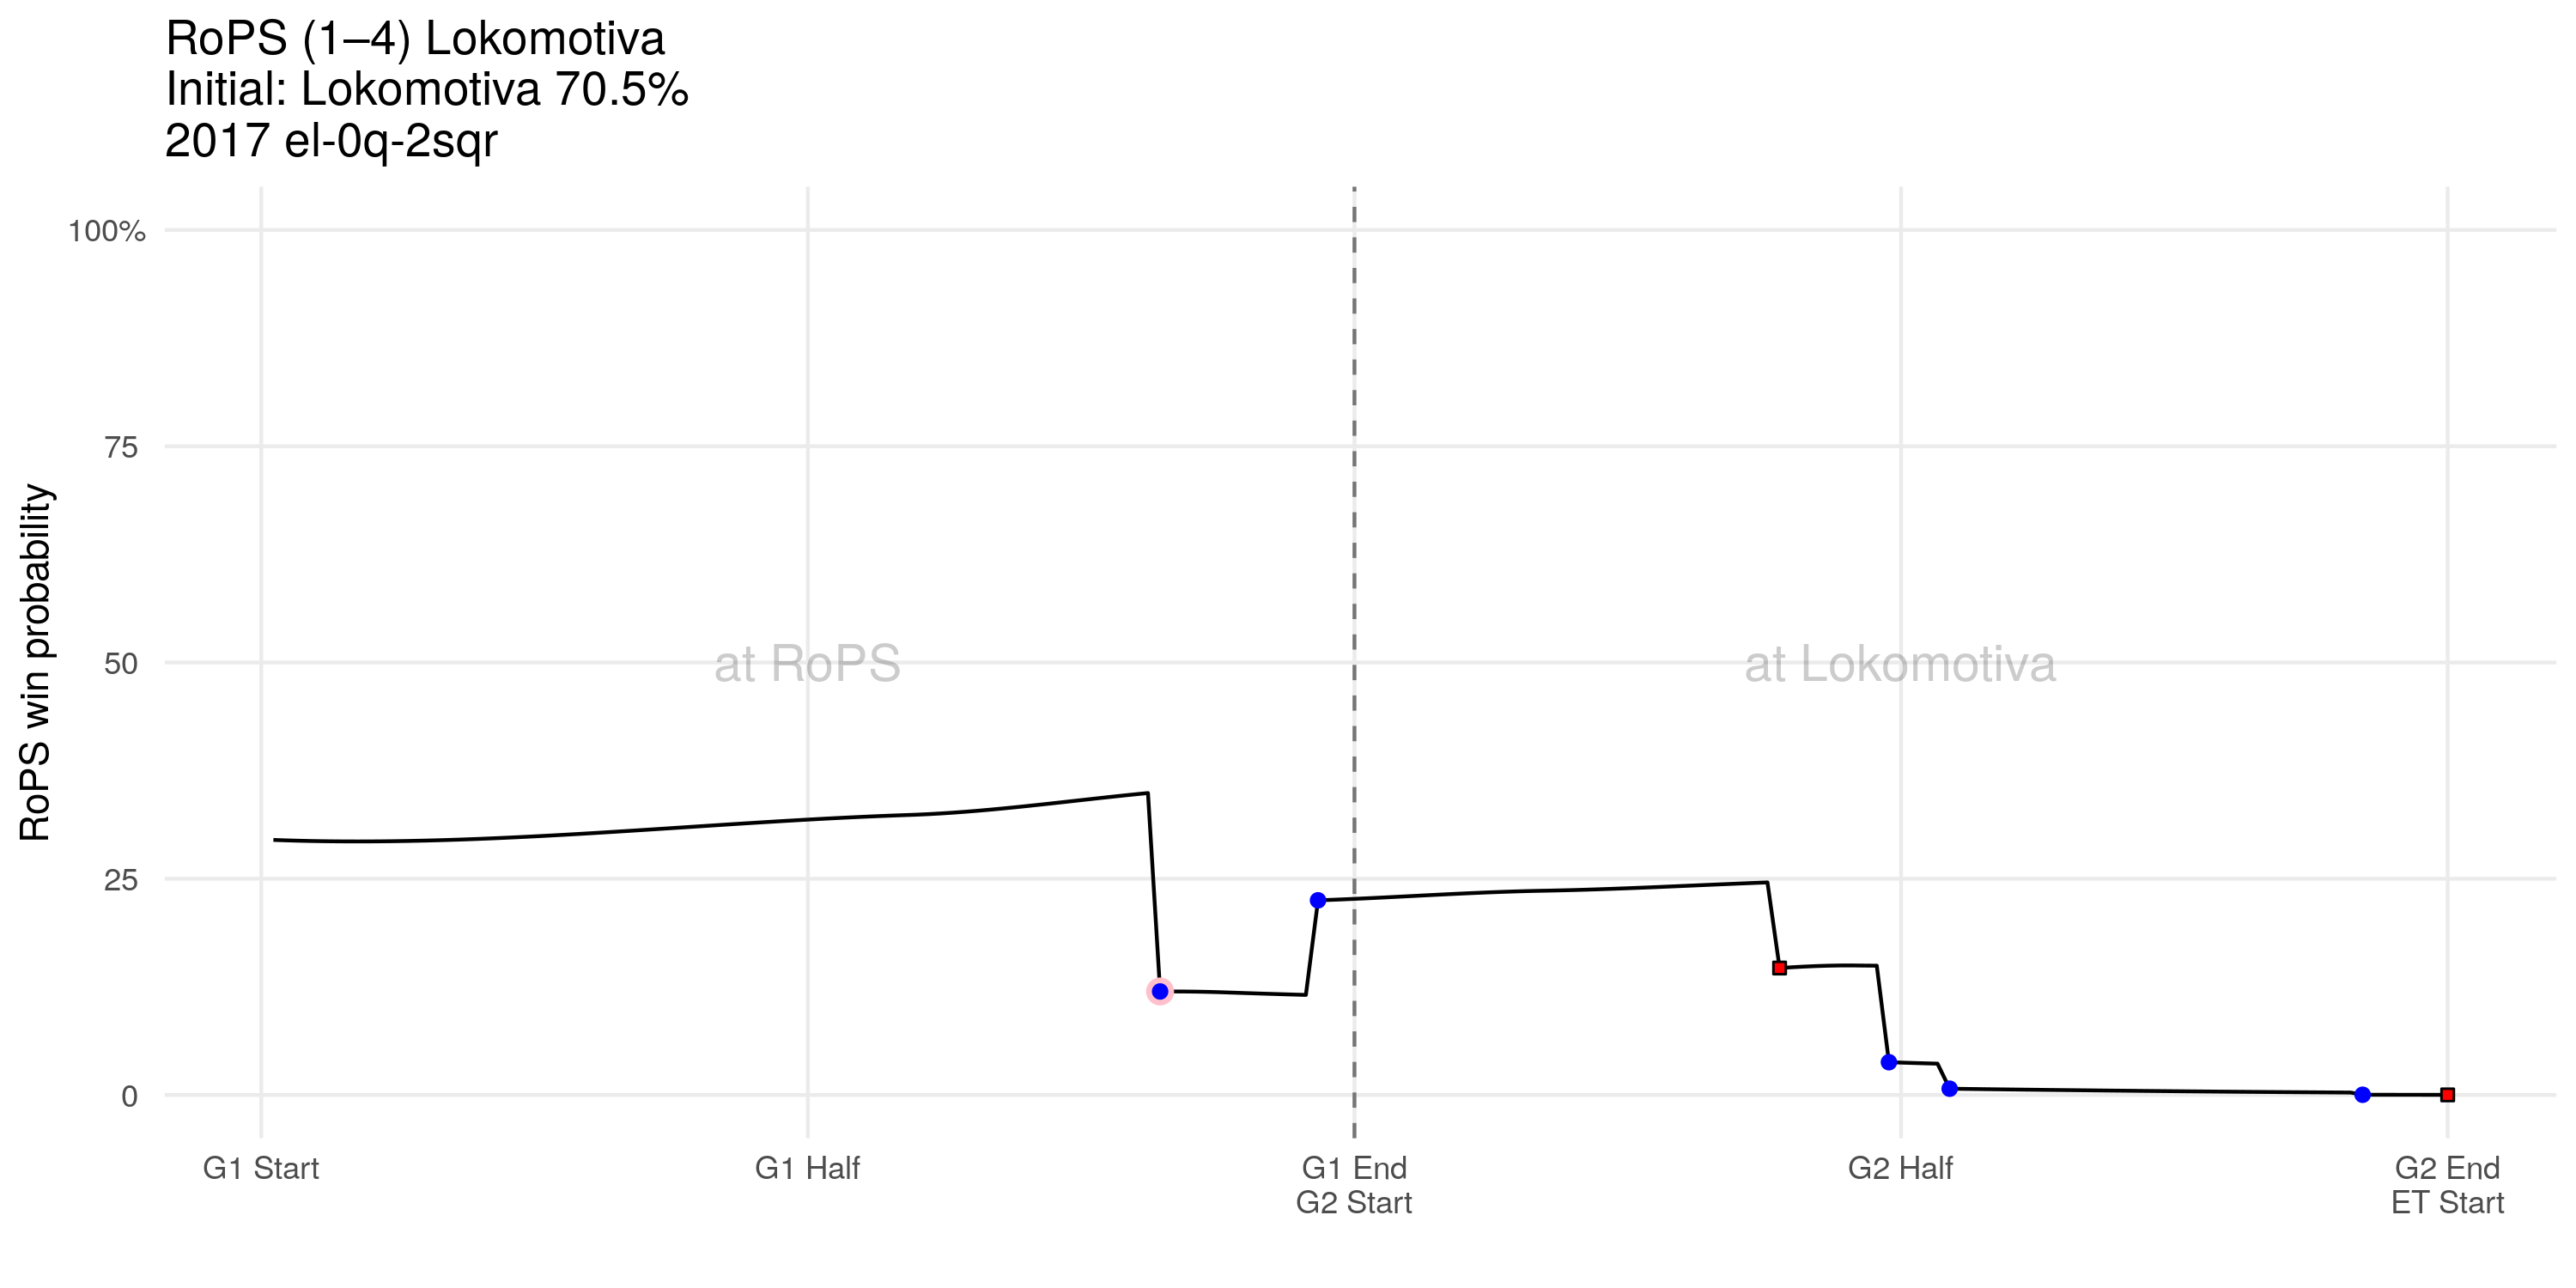 RoPS (1–4) Lokomotiva
Initial: Lokomotiva 70.5%
2017 el-0q-2sqr
RoPS win probability
100%
75
50
25
0
at RoPS
at Lokomotiva
G1 Start
G1 Half
G1 End
G2 Start
G2 Half
G2 End
ET Start